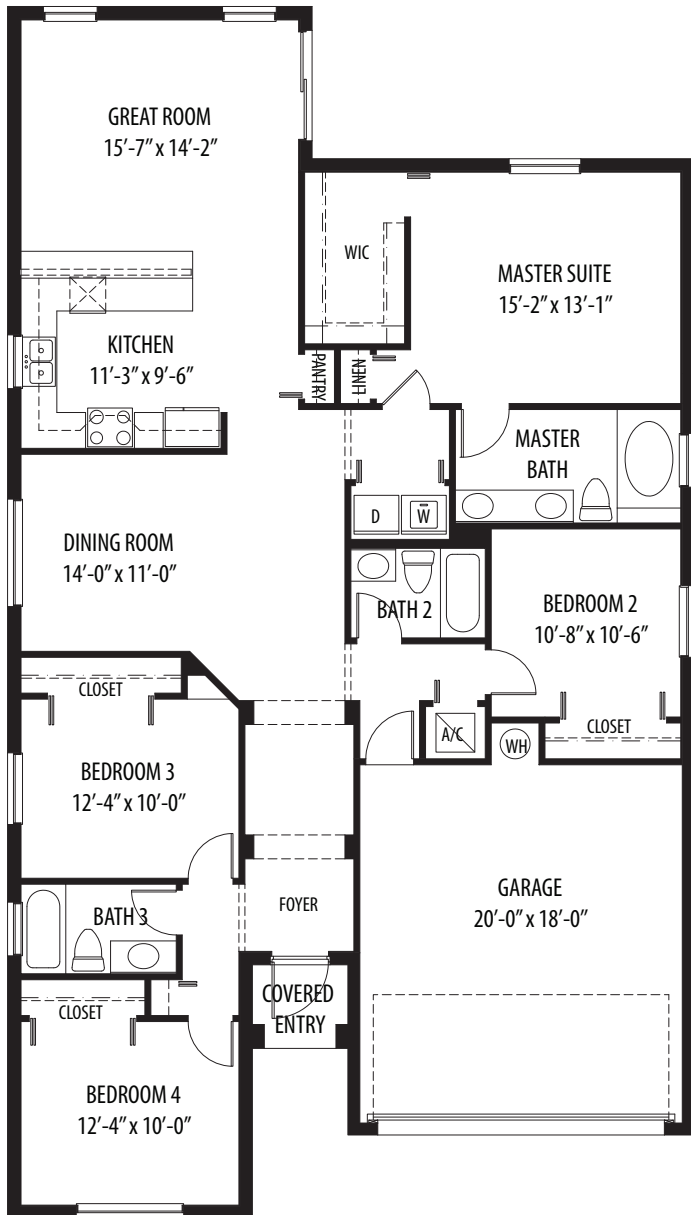 GREAT ROOM
15’-7” x 14’-2”
WIC
MASTER SUITE
15’-2” x 13’-1”
KITCHEN
11’-3” x 9’-6”
PANTRY
LINEN
MASTER
BATH
D
W
DINING ROOM
14’-0” x 11’-0”
BATH 2
BEDROOM 2
10’-8” x 10’-6”
CLOSET
CLOSET
A/C
WH
BEDROOM 3
12’-4” x 10’-0”
BATH 3
FOYER
GARAGE
20’-0” x 18’-0”
COVERED
ENTRY
CLOSET
BEDROOM 4
12’-4” x 10’-0”